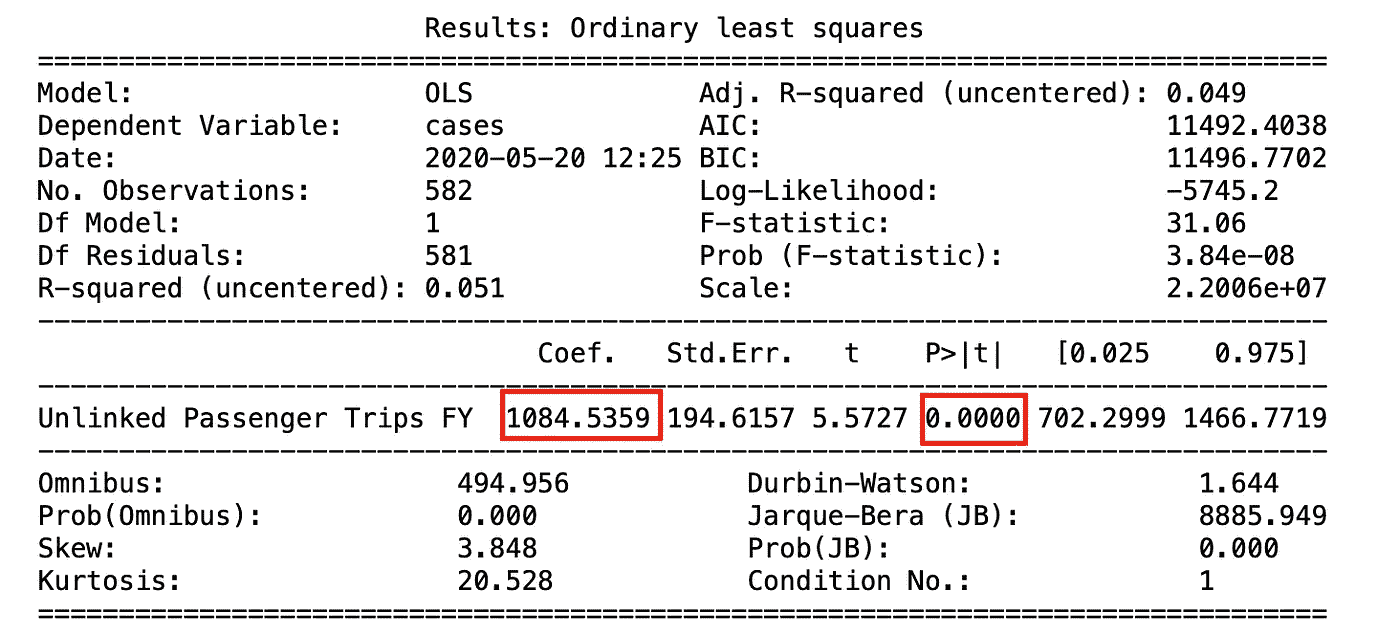 Results: Ordinary least squares
================================================================================
Model: OLS Adj. R-squared (uncentered): 0.049
Dependent Variable: cases AIC: 11492.4038
Date: 2020-05-20 12:25 BIC: 11496.7702
No. Observations: 582 Log-Likelihood: -5745.2
Df Model: 1 F-statistic: 31.06
Df Residuals: 581 Prob (F-statistic): 3.84e-08
R-squared (uncentered): 0.051 Scale: 2.2006e+07
--------------------------------------------------------------------------------
Coef. Std.Err. t P>|t| [0.025 0.975]
--------------------------------------------------------------------------------
Unlinked Passenger Trips FY 1084.5359 194.6157 5.5727 0.0000 702.2999 1466.7719
--------------------------------------------------------------------------------
Omnibus: 494.956 Durbin-Watson: 1.644
Prob(Omnibus): 0.000 Jarque-Bera (JB): 8885.949
Skew: 3.848 Prob(JB): 0.000
Kurtosis: 20.528 Condition No.: 1
================================================================================